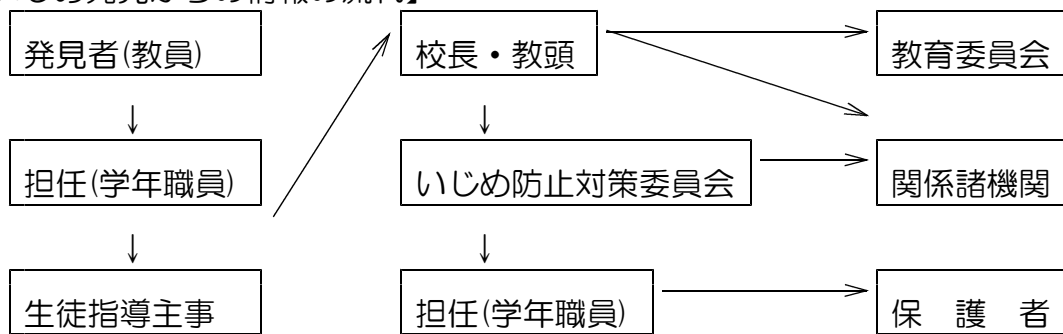 発見者(教員)
校長・教頭
教育委員会
↓
↓
担任(学年職員)
いじめ防止対策委員会
関係諸機関
↓
↓
生徒指導主事
担任(学年職員)
保　護　者